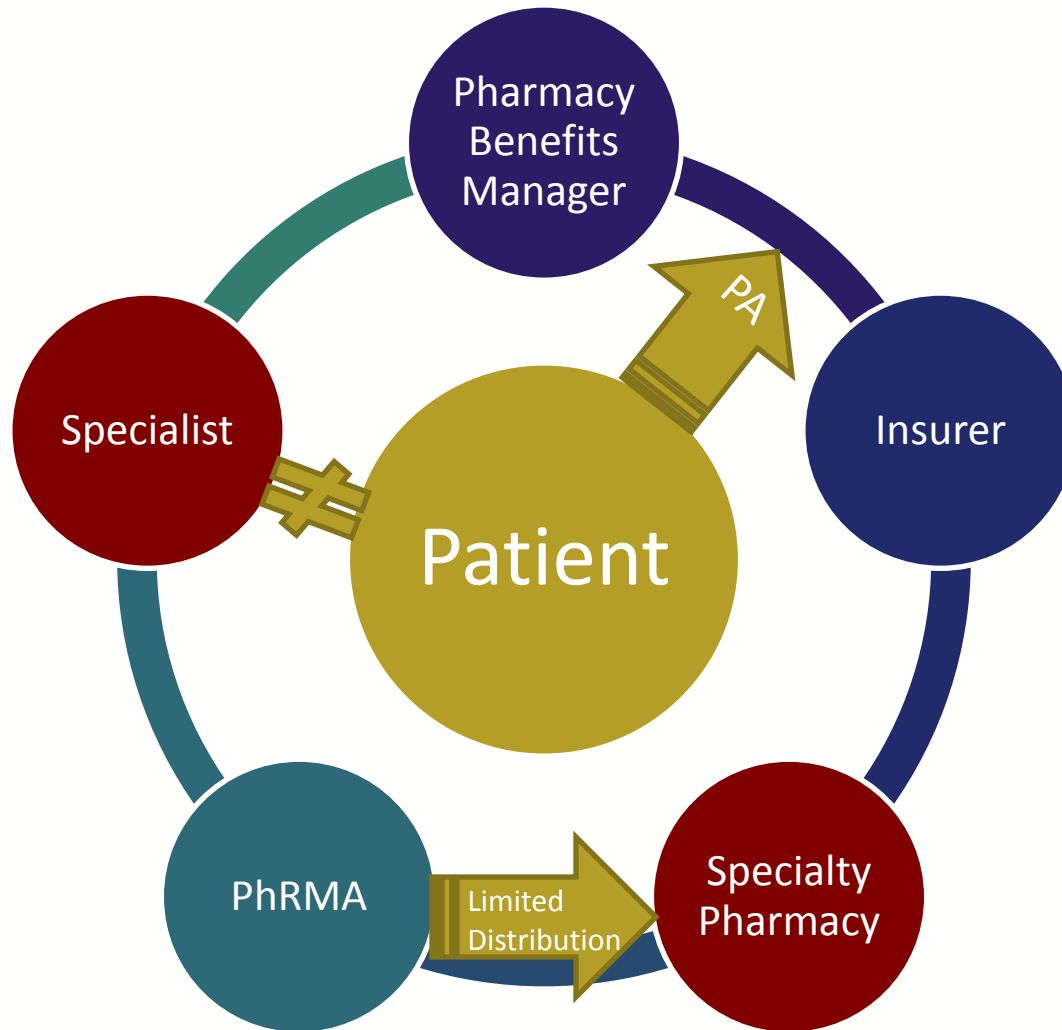 Pharmacy
Benefits
Manager
PA
Specialist
Insurer
Patient
PhRMA
Limited
Distribution
Specialty
Pharmacy